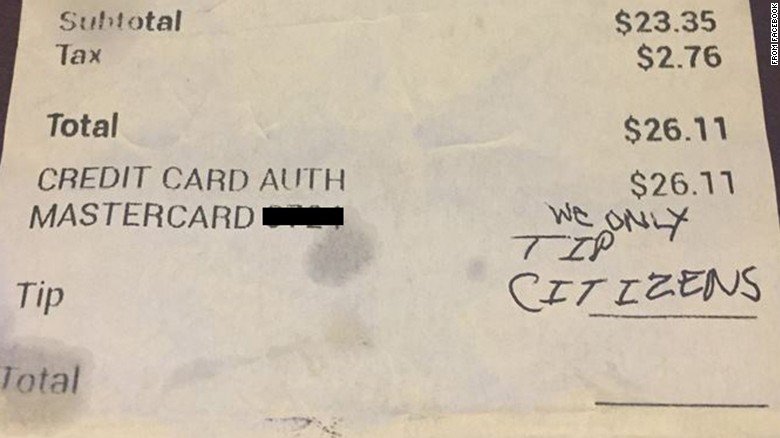 Subtotal $23.35
Tax $2.76
Total $26.11
CREDIT CARD AUTH $26.11
MASTERCARD
WE ONLY
TIP
CITIZENS
Tip
Total
FROM FACEBOOK